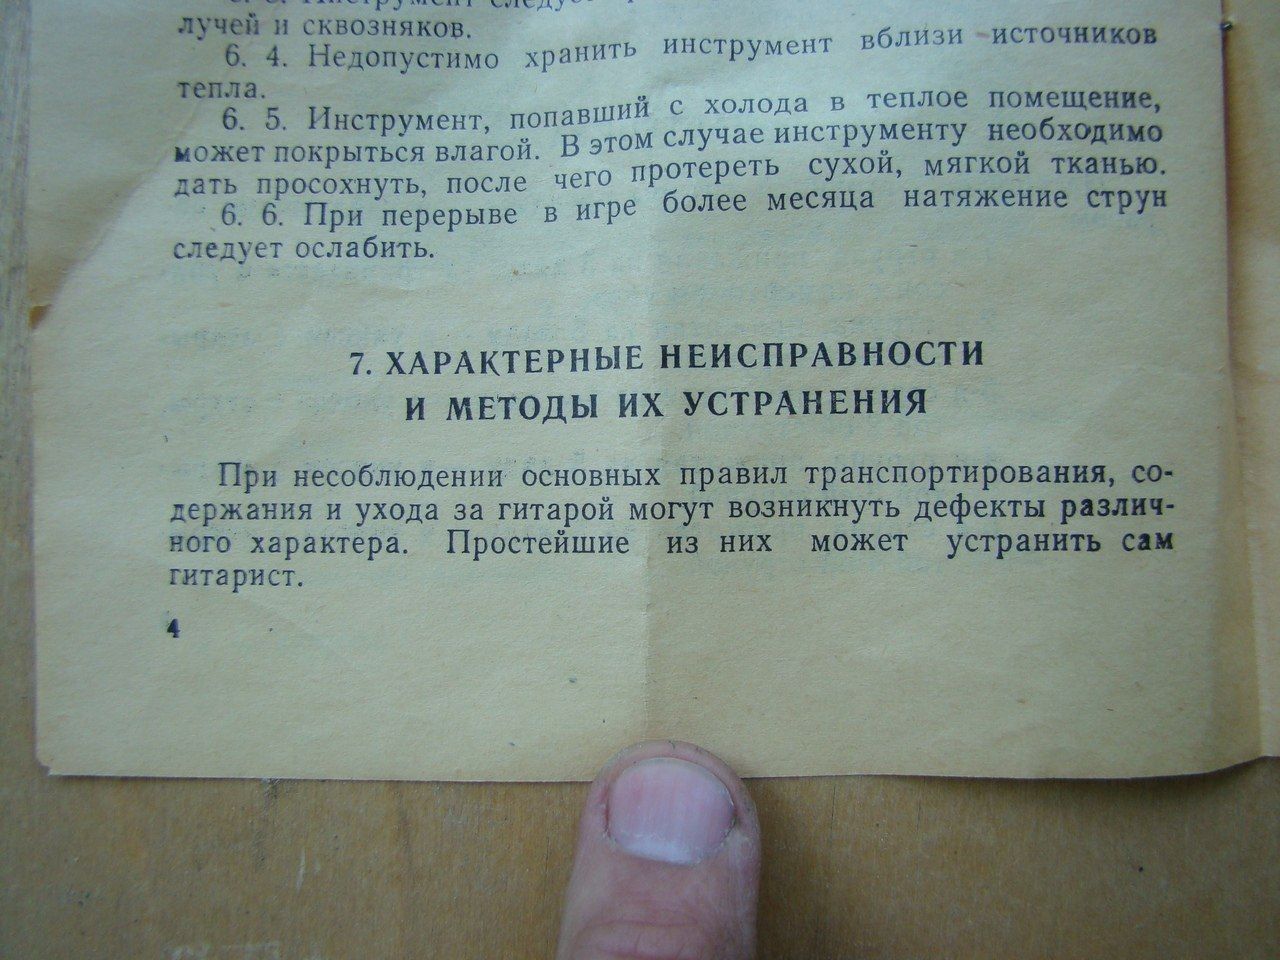 Инструмент следует
лучей и сквозняков.
6. 4. Недопустимо хранить инструмент вблизи источников
тепла.
6. 5. Инструмент, попавший с холода в теплое помещение,
может покрыться влагой. В этом случае инструменту необходимо
дать просохнуть, после чего протереть сухой, мягкой тканью.
6. 6. При перерыве в игре более месяца натяжение струн
следует ослабить.
7. ХАРАКТЕРНЫЕ НЕИСПРАВНОСТИ
И МЕТОДЫ ИХ УСТРАНЕНИЯ
При несоблюдении основных правил транспортирования, со-
держания и ухода за гитарой могут возникнуть дефекты различ-
ного характера. Простейшие из них может устранить сам
гитарист.
4